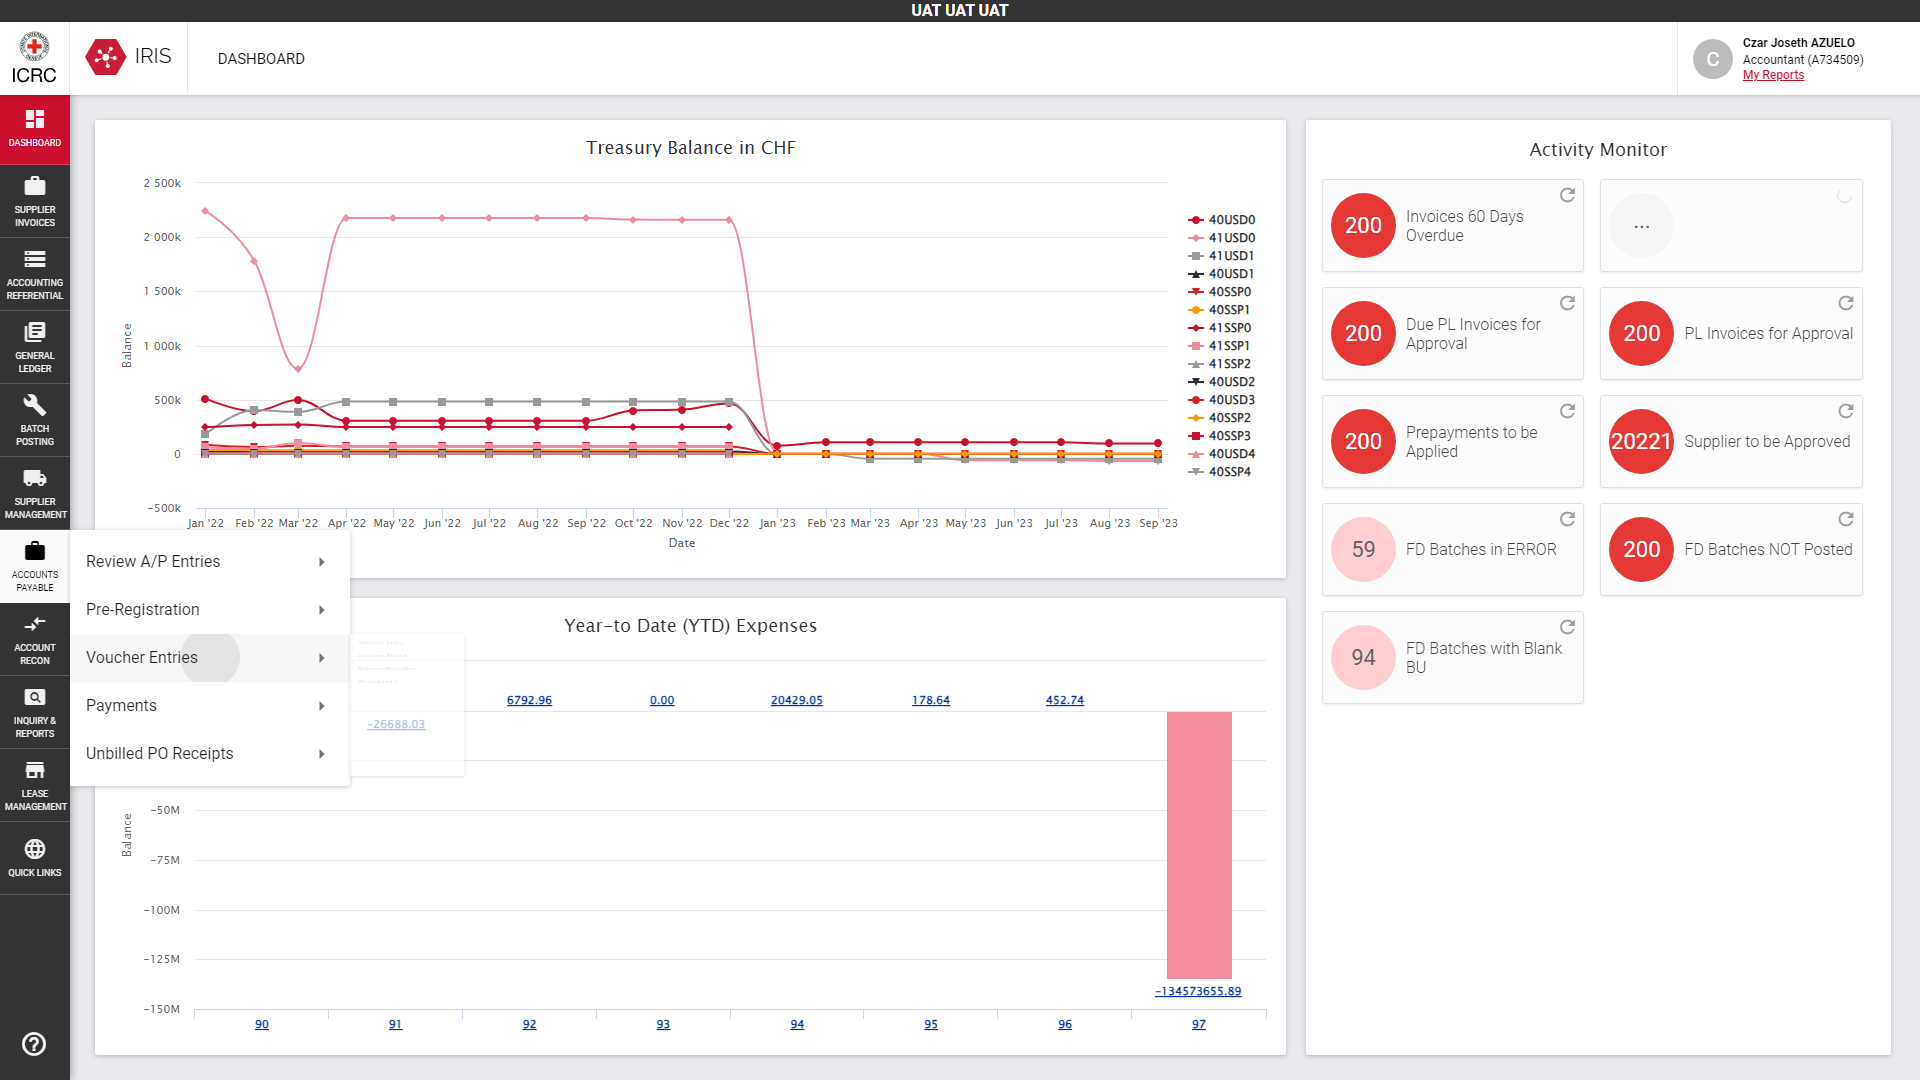 UAT UAT UAT
ICRC
IRIS
DASHBOARD
C
Czar Joseth AZUELO
Accountant (A734509)
My Reports
DASHBOARD
SUPPLIER
INVOICES
ACCOUNTING
REFERENTIAL
GENERAL
LEDGER
BATCH
POSTING
SUPPLIER
MANAGEMENT
ACCOUNTS
PAYABLE
ACCOUNT
RECON
INQUIRY &
REPORTS
LEASE
MANAGEMENT
QUICK LINKS
Review A/P Entries
Pre-Registration
Voucher Entries
Payments
Unbilled PO Receipts
Treasury Balance in CHF
2 500k
2 000k
1 500k
1 000k
500k
0
-500k
Balance
Jan '22 Feb '22 Mar '22 Apr '22 May '22 Jun '22 Jul '22 Aug '22 Sep '22 Oct '22 Nov '22 Dec '22 Jan '23 Feb '23 Mar '23 Apr '23 May '23 Jun '23 Jul '23 Aug '23 Sep '23
Date
40USD0
41USD0
41USD1
40USD1
40SSP0
40SSP1
41SSP0
41SSP1
41SSP2
40USD2
40USD3
40SSP2
40SSP3
40USD4
40SSP4
Year-to Date (YTD) Expenses
-26688.03
6792.96
0.00
20429.05
178.64
452.74
-134573655.89
-50M
-75M
-100M
-125M
-150M
Balance
90 91 92 93 94 95 96 97
Activity Monitor
200
Invoices 60 Days
Overdue
...
200
Due PL Invoices for
Approval
200
PL Invoices for Approval
200
Prepayments to be
Applied
20221
Supplier to be Approved
59
FD Batches in ERROR
200
FD Batches NOT Posted
94
FD Batches with Blank
BU